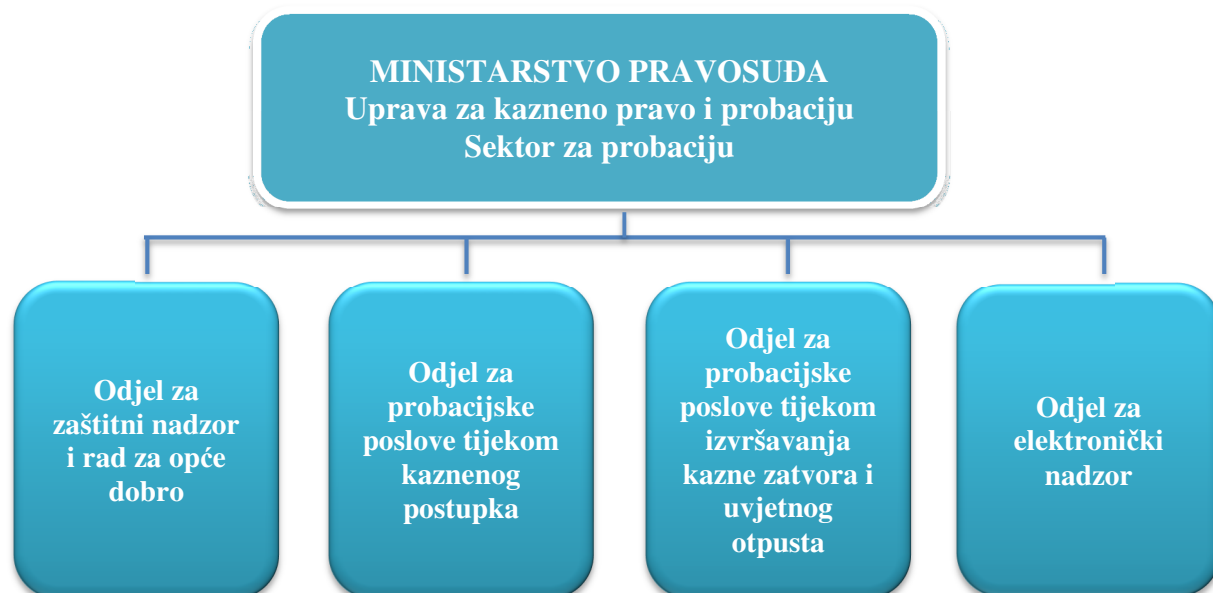 MINISTARSTVO PRAVOSUĐA
Uprava za kazneno pravo i probaciju
Sektor za probaciju
Odjel za
zaštitni nadzor
i rad za opće
dobro
Odjel za
probacijske
poslove tijekom
kaznenog
postupka
Odjel za
probacijske
poslove tijekom
izvršavanja
kazne zatvora i
uvjetnog
otpusta
Odjel za
elektronički
nadzor